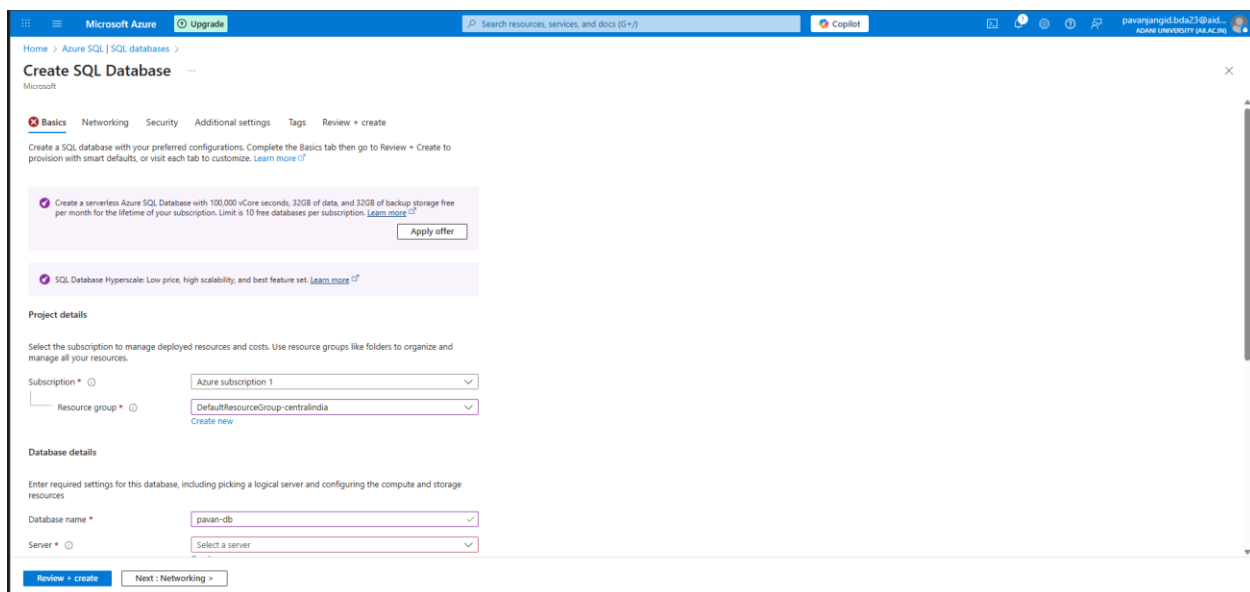 Microsoft Azure
Upgrade
Search resources, services, and docs (G+/)
Copilot
1
pavanjangid.bda23@aid...
ADANI UNIVERSITY (AII.AC.IN)
Home > Azure SQL | SQL databases >
Create SQL Database ...
Microsoft
Basics Networking Security Additional settings Tags Review + create
Create a SQL database with your preferred configurations. Complete the Basics tab then go to Review + Create to
provision with smart defaults, or visit each tab to customize. Learn more
Create a serverless Azure SQL Database with 100,000 vCore seconds, 32GB of data, and 32GB of backup storage free
per month for the lifetime of your subscription. Limit is 10 free databases per subscription. Learn more
Apply offer
SQL Database Hyperscale: Low price, high scalability, and best feature set. Learn more
Project details
Select the subscription to manage deployed resources and costs. Use resource groups like folders to organize and
manage all your resources.
Subscription * Azure subscription 1
Resource group * DefaultResourceGroup-centralindia
Create new
Database details
Enter required settings for this database, including picking a logical server and configuring the compute and storage
resources
Database name * pavan-db
Server * Select a server
Review + create Next : Networking >